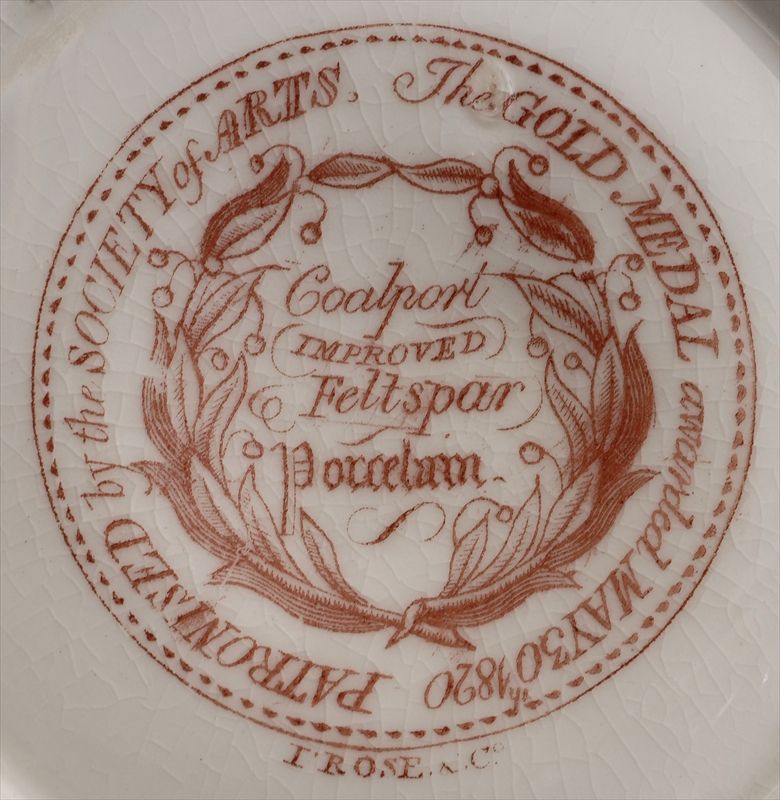 PATRONISED by the SOCIETY of ARTS. The GOLD MEDAL awarded MAY 30th 1820
Coalport
IMPROVED
Feltspar
Porcelain.
I ROSE & Co